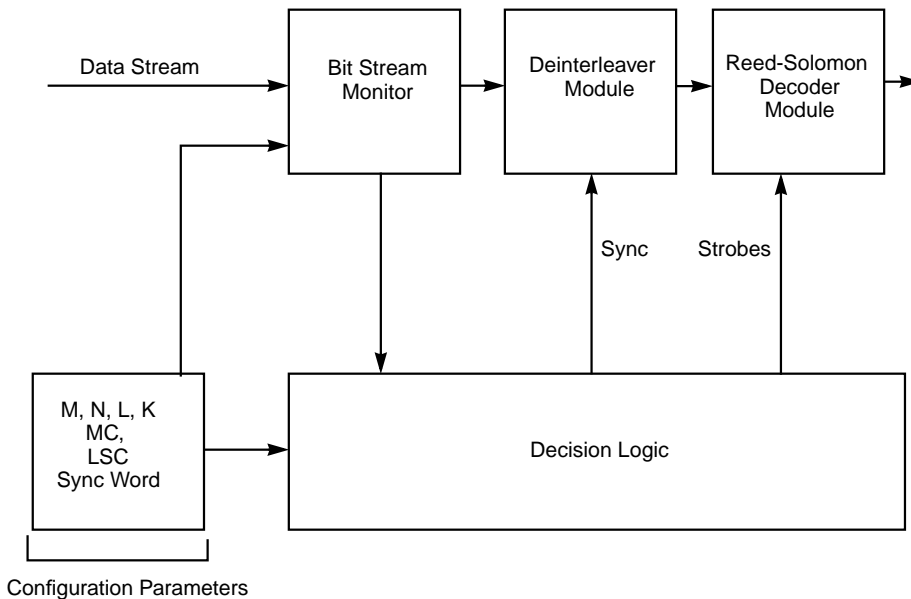 Data Stream
Bit Stream
Monitor
Deinterleaver
Module
Reed-Solomon
Decoder
Module
Sync
Strobes
M, N, L, K
MC,
LSC
Sync Word
Decision Logic
Configuration Parameters